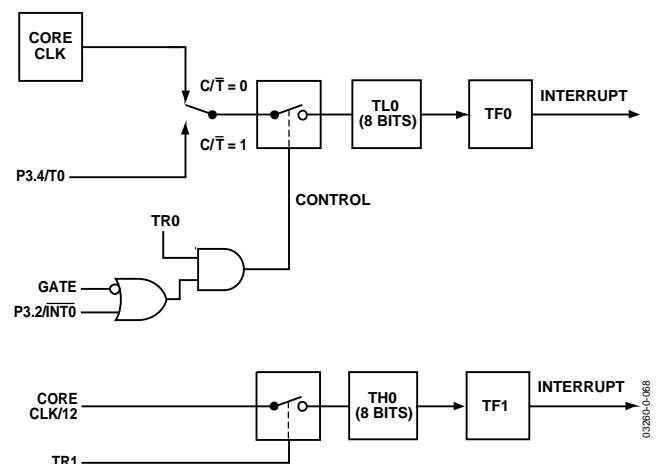 CORE
CLK
C/T̅ = 0
TL0
(8 BITS)
TF0
INTERRUPT
C/T̅ = 1
P3.4/T0
CONTROL
TR0
GATE
P3.2/I̅N̅T̅0̅
CORE
CLK/12
TH0
(8 BITS)
TF1
INTERRUPT
TR1
03260-0-068